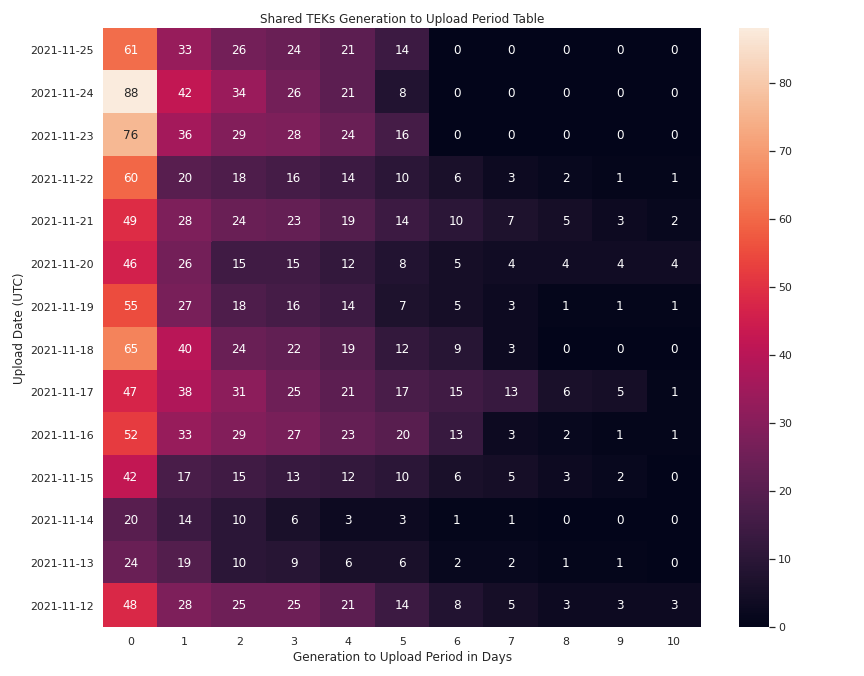 Shared TEKs Generation to Upload Period Table
Upload Date (UTC)
2021-11-25 61 33 26 24 21 14 0 0 0 0 0
2021-11-24 88 42 34 26 21 8 0 0 0 0 0
2021-11-23 76 36 29 28 24 16 0 0 0 0 0
2021-11-22 60 20 18 16 14 10 6 3 2 1 1
2021-11-21 49 28 24 23 19 14 10 7 5 3 2
2021-11-20 46 26 15 15 12 8 5 4 4 4 4
2021-11-19 55 27 18 16 14 7 5 3 1 1 1
2021-11-18 65 40 24 22 19 12 9 3 0 0 0
2021-11-17 47 38 31 25 21 17 15 13 6 5 1
2021-11-16 52 33 29 27 23 20 13 3 2 1 1
2021-11-15 42 17 15 13 12 10 6 5 3 2 0
2021-11-14 20 14 10 6 3 3 1 1 0 0 0
2021-11-13 24 19 10 9 6 6 2 2 1 1 0
2021-11-12 48 28 25 25 21 14 8 5 3 3 3
0 1 2 3 4 5 6 7 8 9 10
Generation to Upload Period in Days
80
70
60
50
40
30
20
10
0